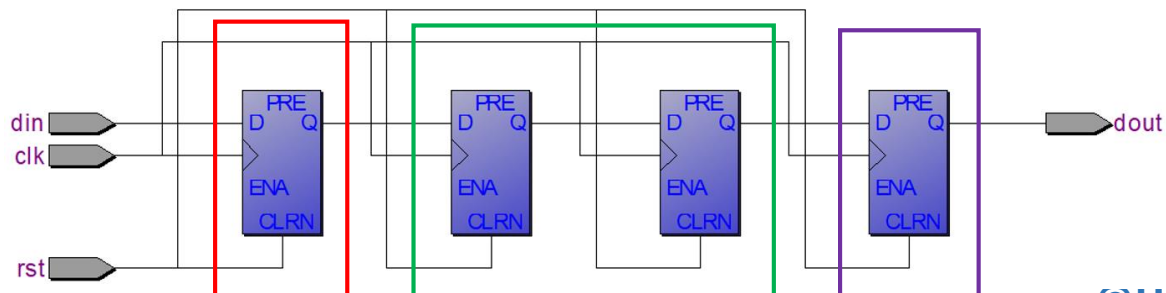 din
clk
rst
PRE
D Q
ENA
CLRN
PRE
D Q
ENA
CLRN
PRE
D Q
ENA
CLRN
PRE
D Q
ENA
CLRN
dout